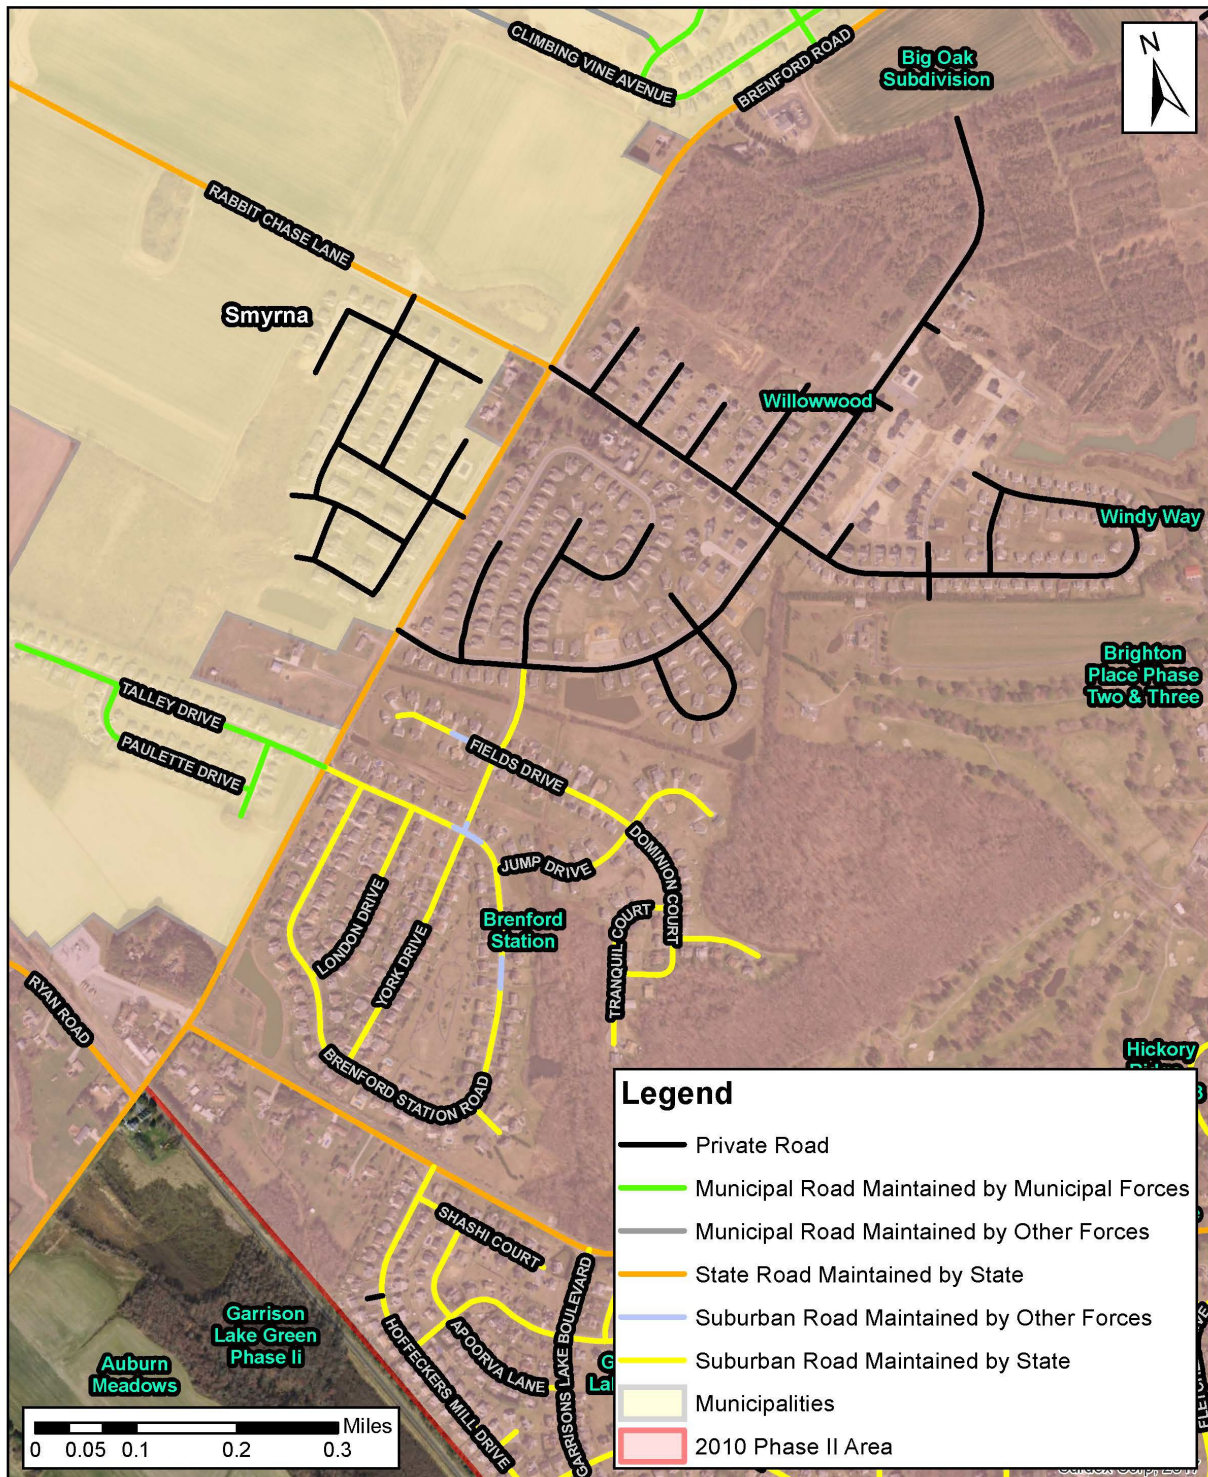 CLIMBING VINE AVENUE
BRENFORD ROAD
Big Oak
Subdivision
N
RABBIT CHASE LANE
Smyrna
Willowwood
Windy Way
Brighton
Place Phase
Two & Three
TALLEY DRIVE
PAULETTE DRIVE
FIELDS DRIVE
DOMINION COURT
JUMP DRIVE
LONDON DRIVE
YORK DRIVE
Brenford
Station
TRANQUIL COURT
RYAN ROAD
BRENFORD STATION ROAD
Hickory
Legend
Private Road
Municipal Road Maintained by Municipal Forces
Municipal Road Maintained by Other Forces
State Road Maintained by State
Suburban Road Maintained by Other Forces
Suburban Road Maintained by State
Municipalities
2010 Phase II Area
SHASHI COURT
GARRISONS LAKE BOULEVARD
APOORVA LANE
HOFFECKERS MILL DRIVE
Garrison
Lake Green
Phase Ii
Auburn
Meadows
Miles
0 0.05 0.1 0.2 0.3